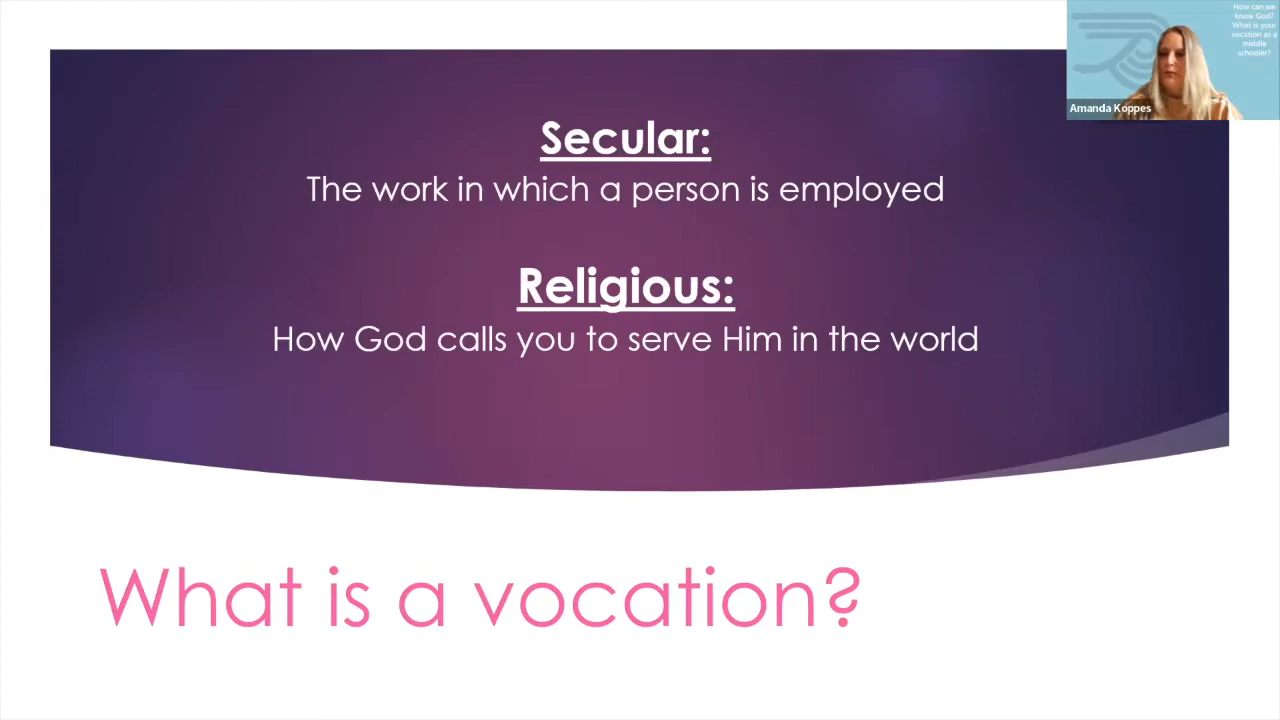 Secular:
The work in which a person is employed
Religious:
How God calls you to serve Him in the world
What is a vocation?
How can we
know God?
What is your
vocation as a
middle
schooler?
Amanda Koppes